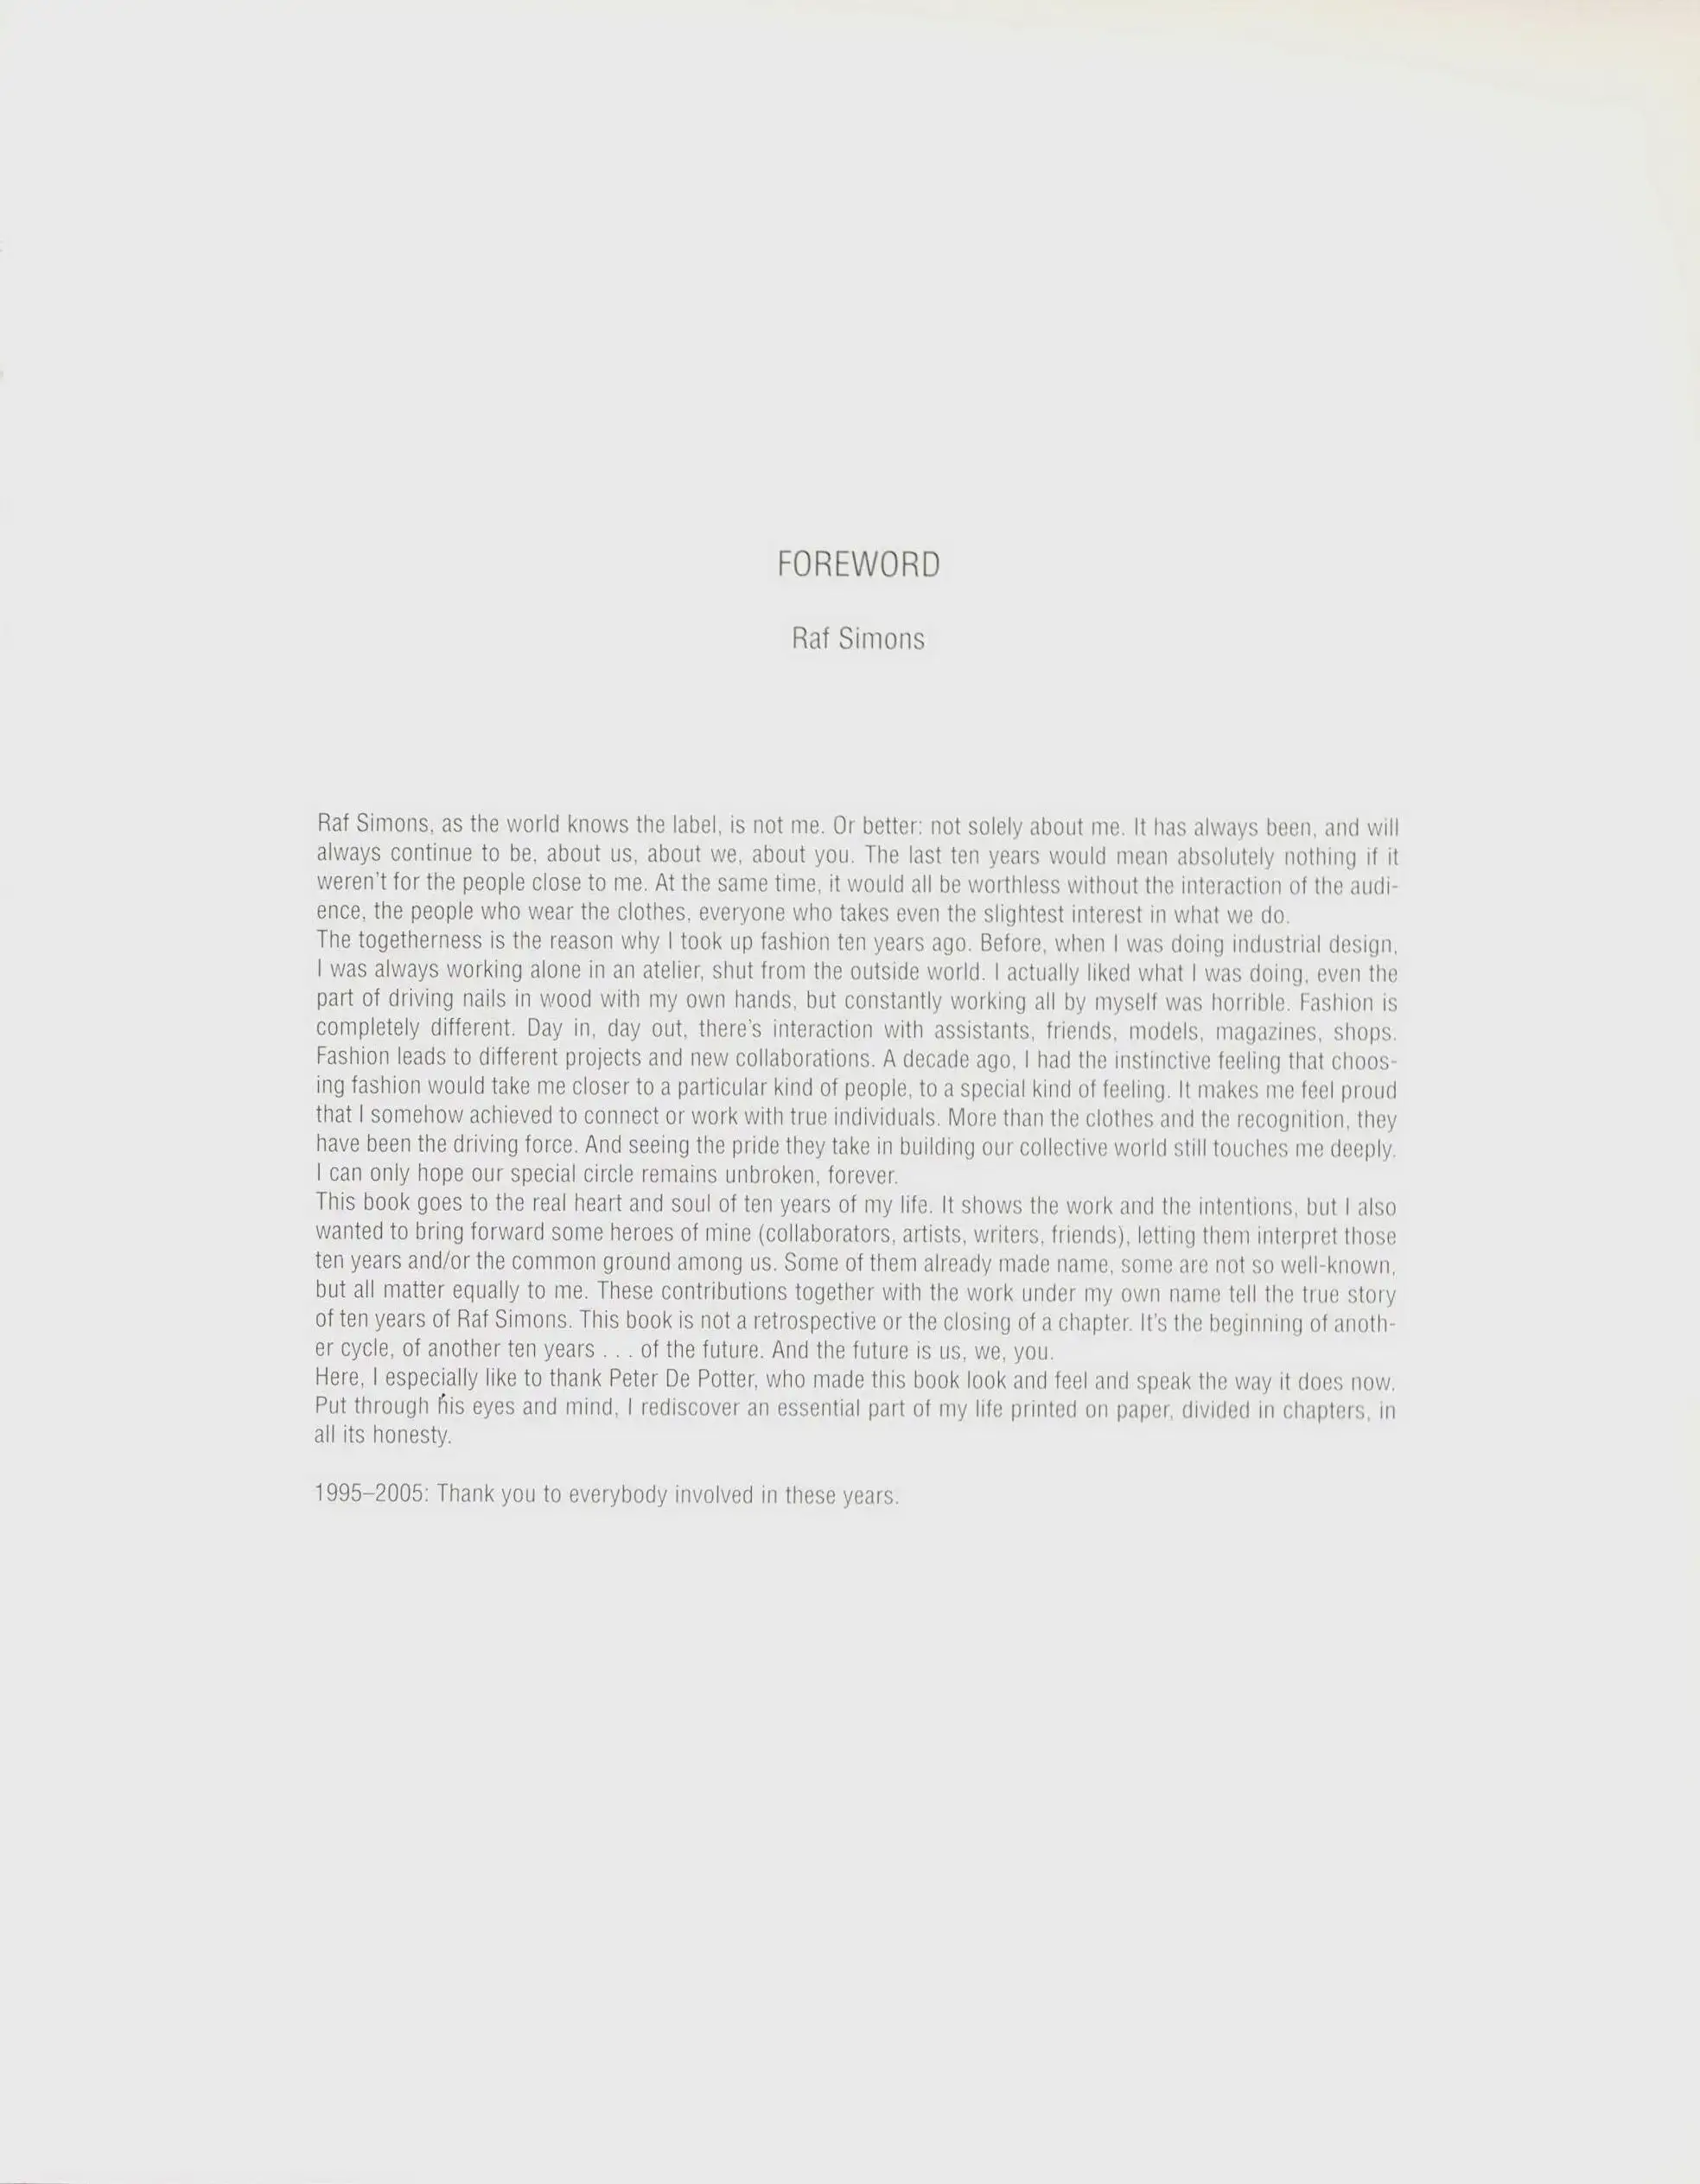 FOREWORD
Raf Simons
Raf Simons, as the world knows the label, is not me. Or better: not solely about me. It has always been, and will
always continue to be, about us, about we, about you. The last ten years would mean absolutely nothing if it
weren't for the people close to me. At the same time, it would all be worthless without the interaction of the audi-
ence, the people who wear the clothes, everyone who takes even the slightest interest in what we do.
The togetherness is the reason why I took up fashion ten years ago. Before, when I was doing industrial design,
I was always working alone in an atelier, shut from the outside world. I actually liked what I was doing, even the
part of driving nails in wood with my own hands, but constantly working all by myself was horrible. Fashion is
completely different. Day in, day out, there's interaction with assistants, friends, models, magazines, shops.
Fashion leads to different projects and new collaborations. A decade ago, I had the instinctive feeling that choos-
ing fashion would take me closer to a particular kind of people, to a special kind of feeling. It makes me feel proud
that I somehow achieved to connect or work with true individuals. More than the clothes and the recognition, they
have been the driving force. And seeing the pride they take in building our collective world still touches me deeply.
I can only hope our special circle remains unbroken, forever.
This book goes to the real heart and soul of ten years of my life. It shows the work and the intentions, but I also
wanted to bring forward some heroes of mine (collaborators, artists, writers, friends), letting them interpret those
ten years and/or the common ground among us. Some of them already made name, some are not so well-known,
but all matter equally to me. These contributions together with the work under my own name tell the true story
of ten years of Raf Simons. This book is not a retrospective or the closing of a chapter. It's the beginning of anoth-
er cycle, of another ten years . . . of the future. And the future is us, we, you.
Here, I especially like to thank Peter De Potter, who made this book look and feel and speak the way it does now.
Put through his eyes and mind, I rediscover an essential part of my life printed on paper, divided in chapters, in
all its honesty.
1995–2005: Thank you to everybody involved in these years.